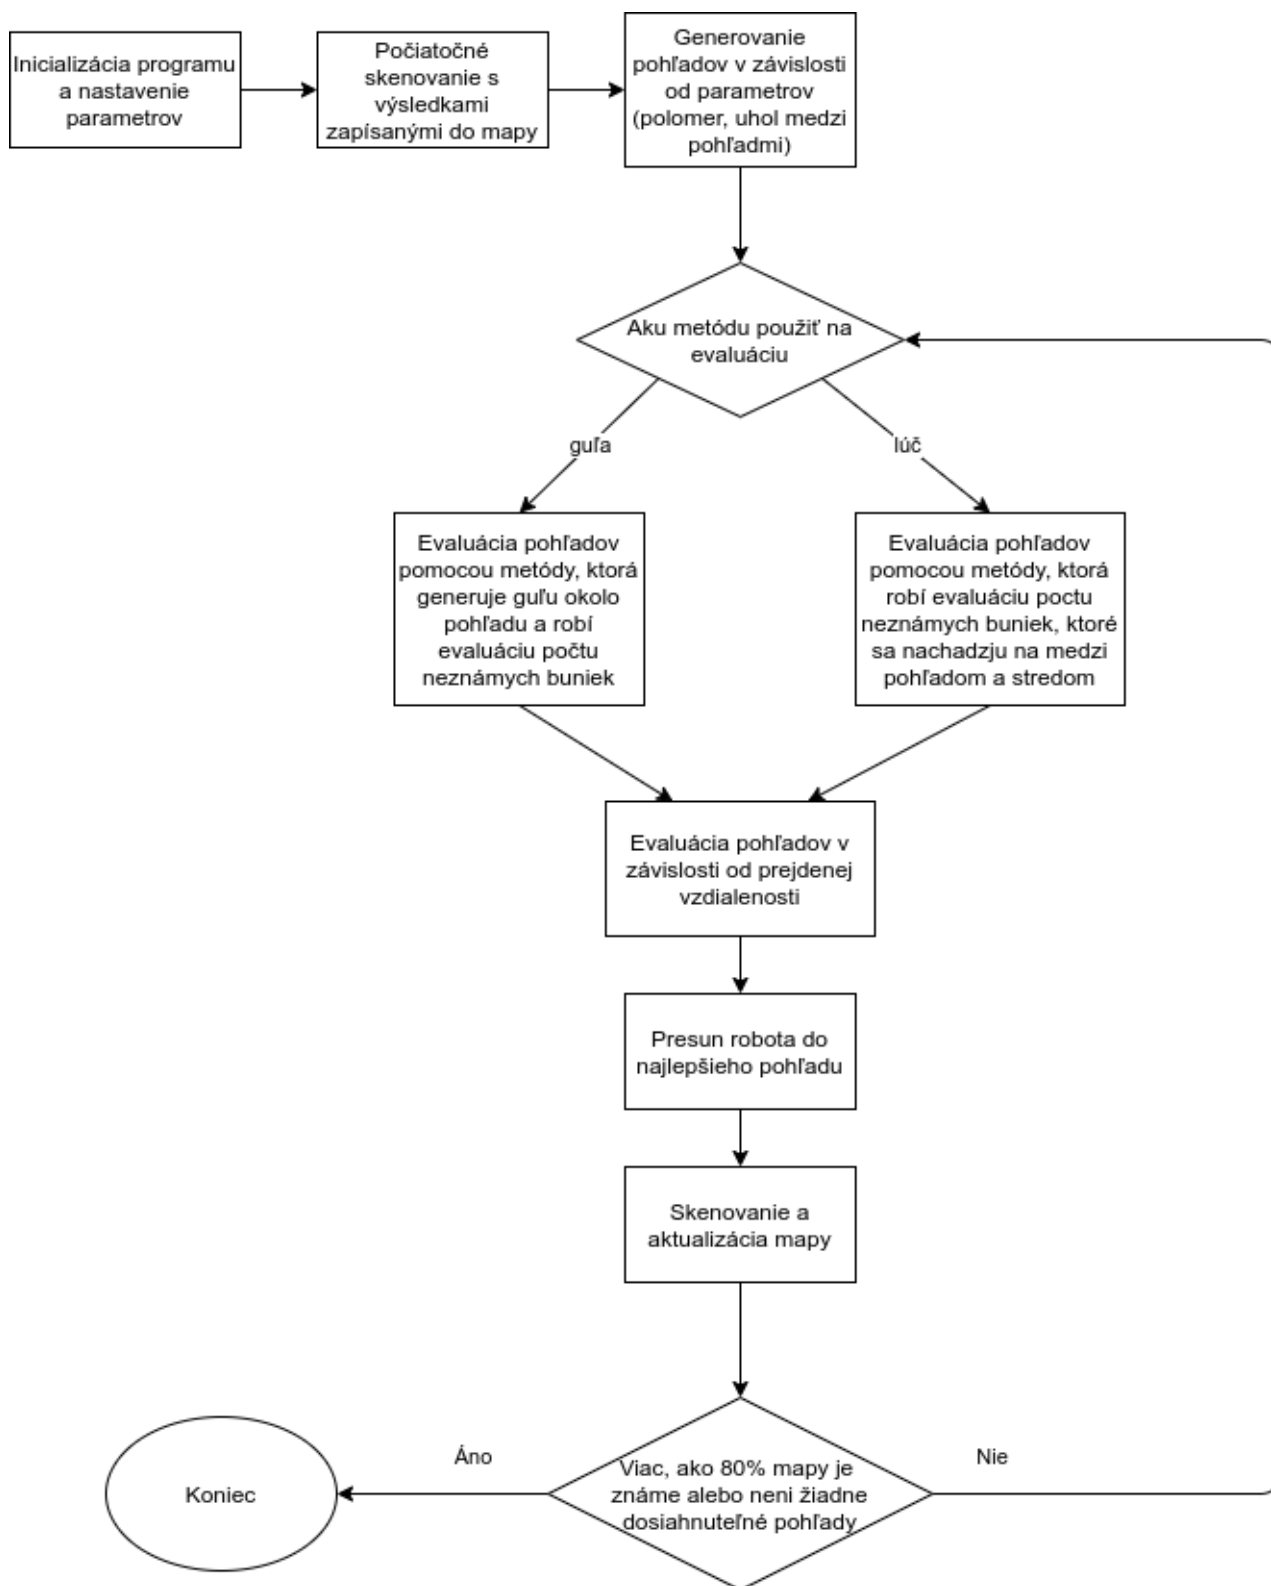 Inicializácia programu
a nastavenie
parametrov
Počiatočné
skenovanie s
výsledkami
zapísanými do mapy
Generovanie
pohľadov v závislosti
od parametrov
(polomer, uhol medzi
pohľadmi)
Aku metódu použiť na
evaluáciu
guľa
lúč
Evaluácia pohľadov
pomocou metódy, ktorá
generuje guľu okolo
pohľadu a robí
evaluáciu počtu
neznámych buniek
Evaluácia pohľadov
pomocou metódy, ktorá
robí evaluáciu poctu
neznámych buniek, ktoré
sa nachadzju na medzi
pohľadom a stredom
Evaluácia pohľadov v
závislosti od prejdenej
vzdialenosti
Presun robota do
najlepšieho pohľadu
Skenovanie a
aktualizácia mapy
Viac, ako 80% mapy je
známe alebo neni žiadne
dosiahnuteľné pohľady
Áno
Nie
Koniec